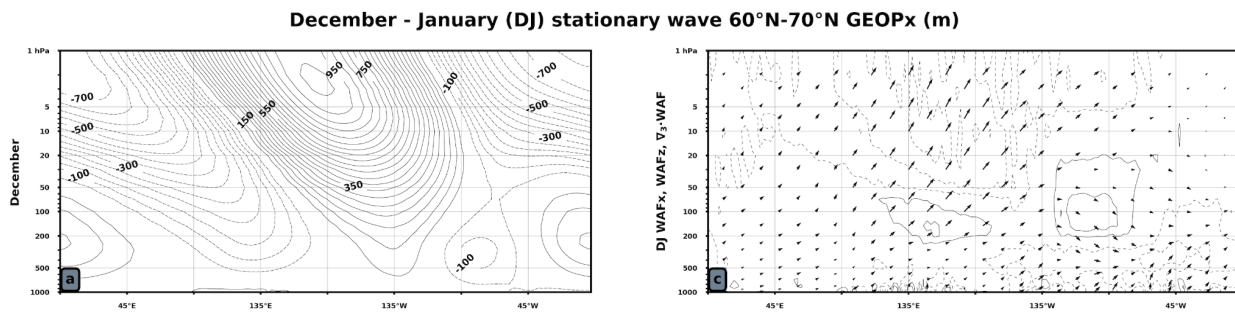 December - January (DJ) stationary wave 60°N-70°N GEOPx (m)
December
1 hPa
5
10
20
50
100
200
500
1000
-700
-500
-300
-100
150
550
950
750
350
-100
-100
-700
-500
-300
a
45°E
135°E
135°W
45°W
DJ WAFx, WAFz, ∇₃·WAF
1 hPa
5
10
20
50
100
200
500
1000
c
45°E
135°E
135°W
45°W